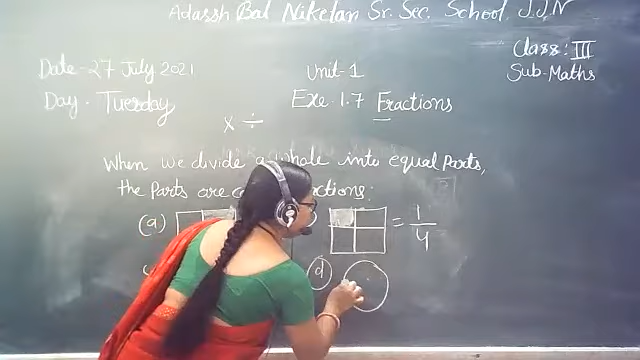 Adarsh Bal Niketan Sr. Sec. School, JJN
Class: III
Date - 27 July 2021 Unit-1 Sub-Maths
Day. Tuesday Exe-1.7 Fractions
× ÷
When we divide a whole into equal Parts,
the Parts are
(a) = 1/4
d